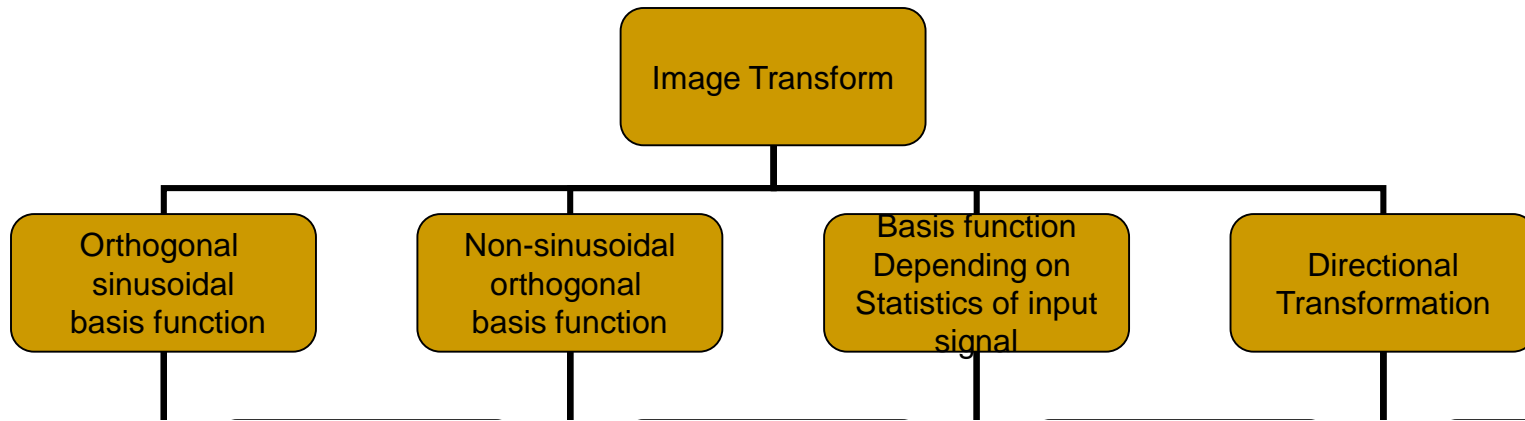 Image Transform
Orthogonal
sinusoidal
basis function
Non-sinusoidal
orthogonal
basis function
Basis function
Depending on
Statistics of input
signal
Directional
Transformation